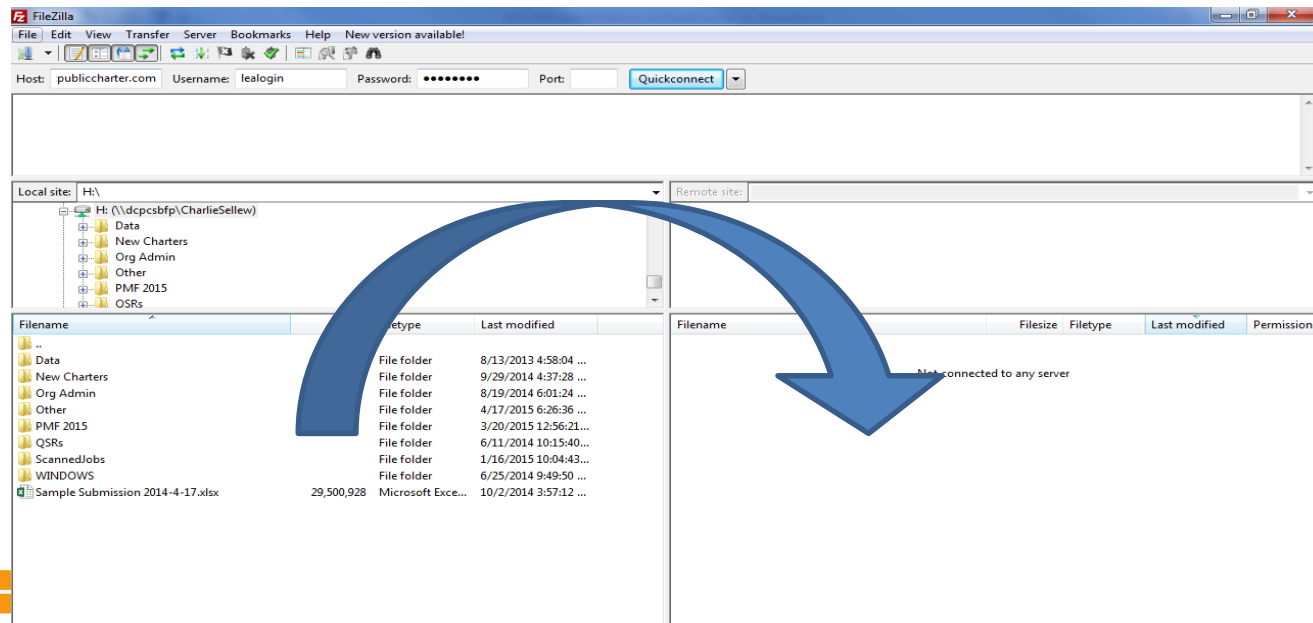 FileZilla
File Edit View Transfer Server Bookmarks Help New version available!
Host: publiccharter.com Username: lealogin Password: •••••••• Port: Quickconnect
Local site: H:\ Remote site:
H: (\\dcpcsbfp\CharlieSellew)
Data
New Charters
Org Admin
Other
PMF 2015
QSRs
Filename Last modified Filename Filesize Filetype Last modified Permission
..
Data File folder 8/13/2013 4:58:04 ...
Not connected to any server
New Charters File folder 9/29/2014 4:37:28 ...
Org Admin File folder 8/19/2014 6:01:24 ...
Other File folder 4/17/2015 6:26:36 ...
PMF 2015 File folder 3/20/2015 12:56:21...
QSRs File folder 6/11/2014 10:15:40...
ScannedJobs File folder 1/16/2015 10:04:43...
WINDOWS File folder 6/25/2014 9:49:50 ...
Sample Submission 2014-4-17.xlsx 29,500,928 Microsoft Exce... 10/2/2014 3:57:12 ...